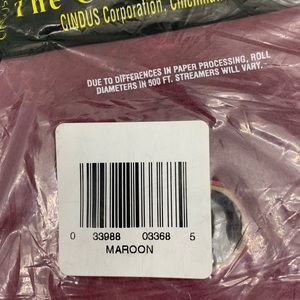 The
CINDUS Corporation,
DUE TO DIFFERENCES IN PAPER PROCESSING, ROLL
DIAMETERS IN 500 FT. STREAMERS WILL VARY.
0 33988 03368 5
MAROON